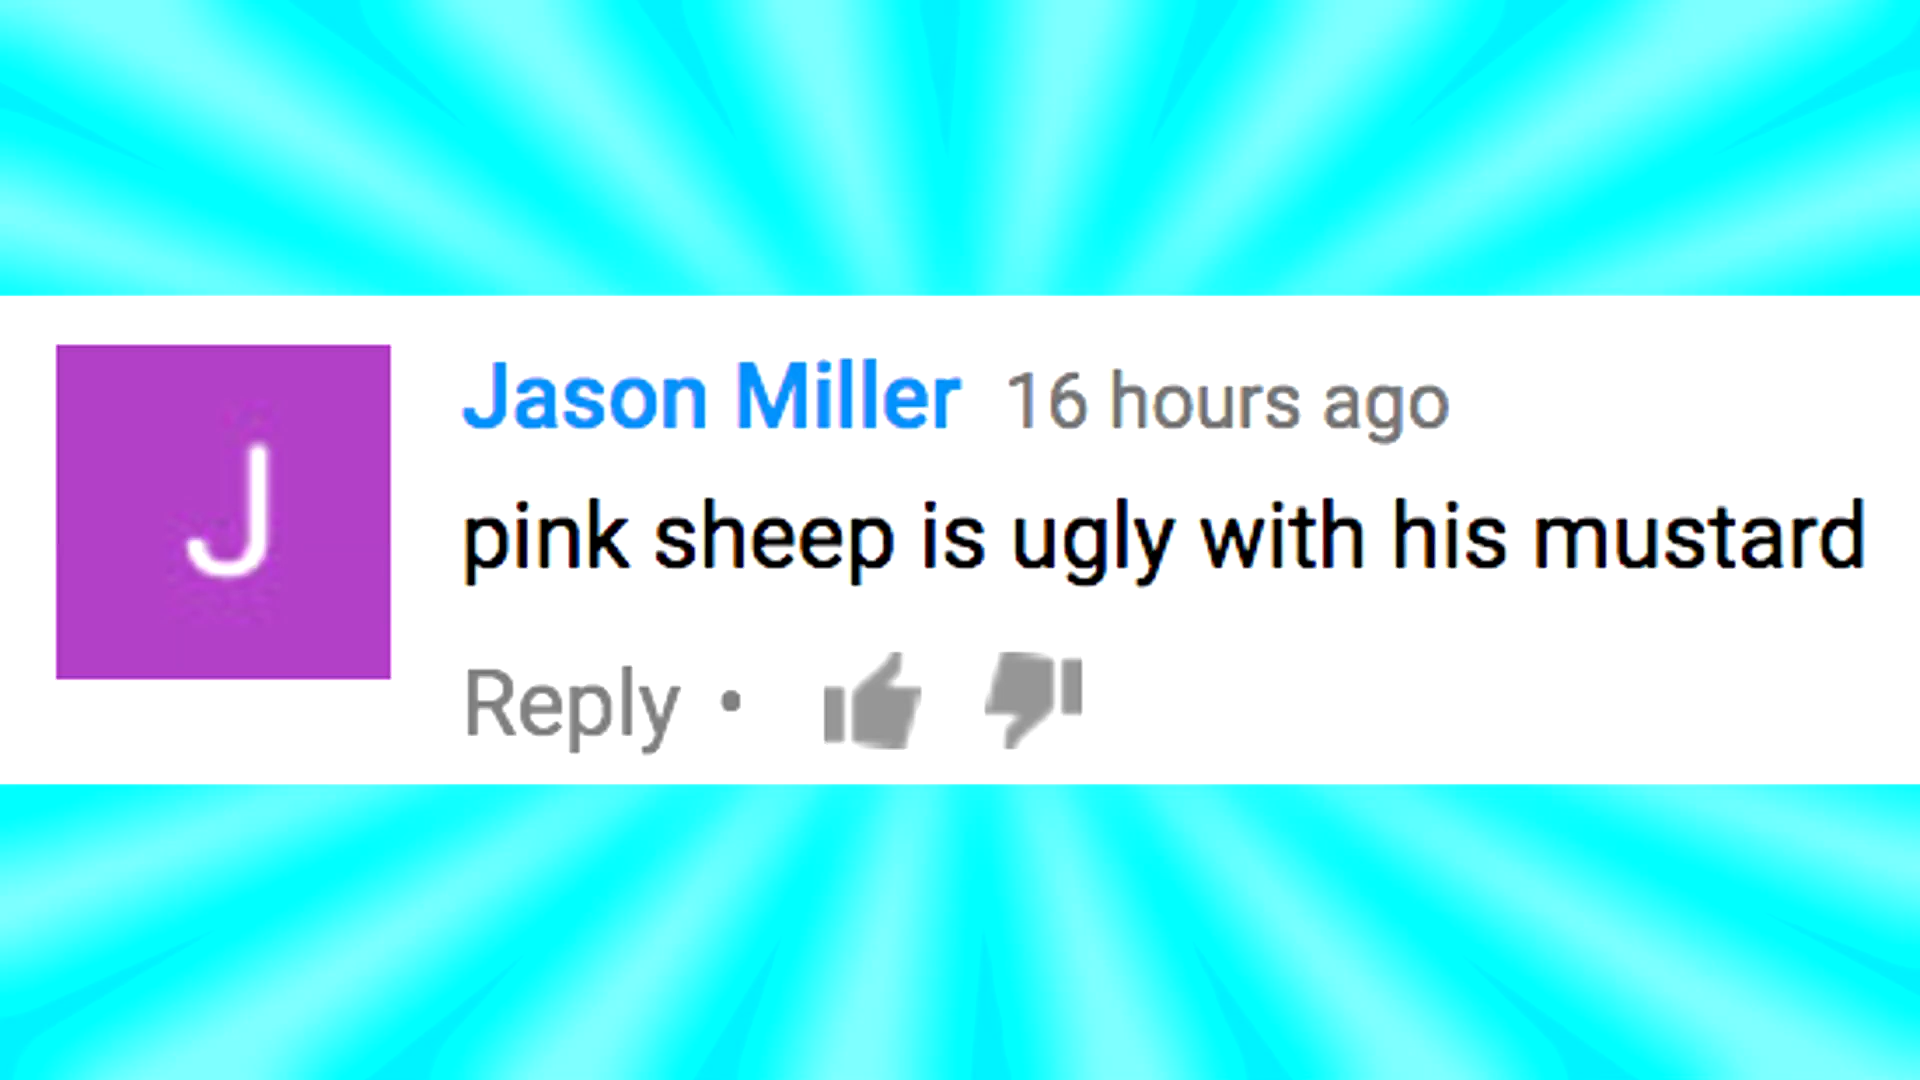 J
Jason Miller 16 hours ago
pink sheep is ugly with his mustard
Reply •